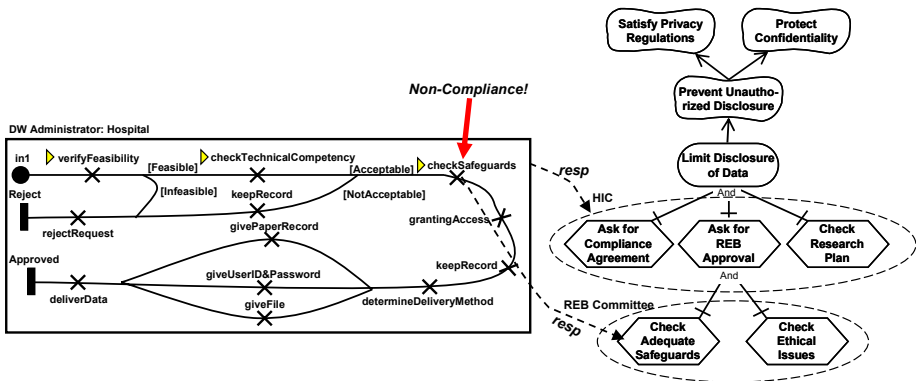 Non-Compliance!
DW Administrator: Hospital
in1
verifyFeasibility
[Feasible]
checkTechnicalCompetency
[Acceptable]
checkSafeguards
Reject
[Infeasible]
keepRecord
[NotAcceptable]
rejectRequest
grantingAccess
givePaperRecord
Approved
giveUserID&Password
keepRecord
deliverData
giveFile
determineDeliveryMethod
resp
resp
Satisfy Privacy
Regulations
Protect
Confidentiality
Prevent Unautho-
rized Disclosure
Limit Disclosure
of Data
And
HIC
Ask for
Compliance
Agreement
Ask for
REB
Approval
Check
Research
Plan
And
REB Committee
Check
Adequate
Safeguards
Check
Ethical
Issues